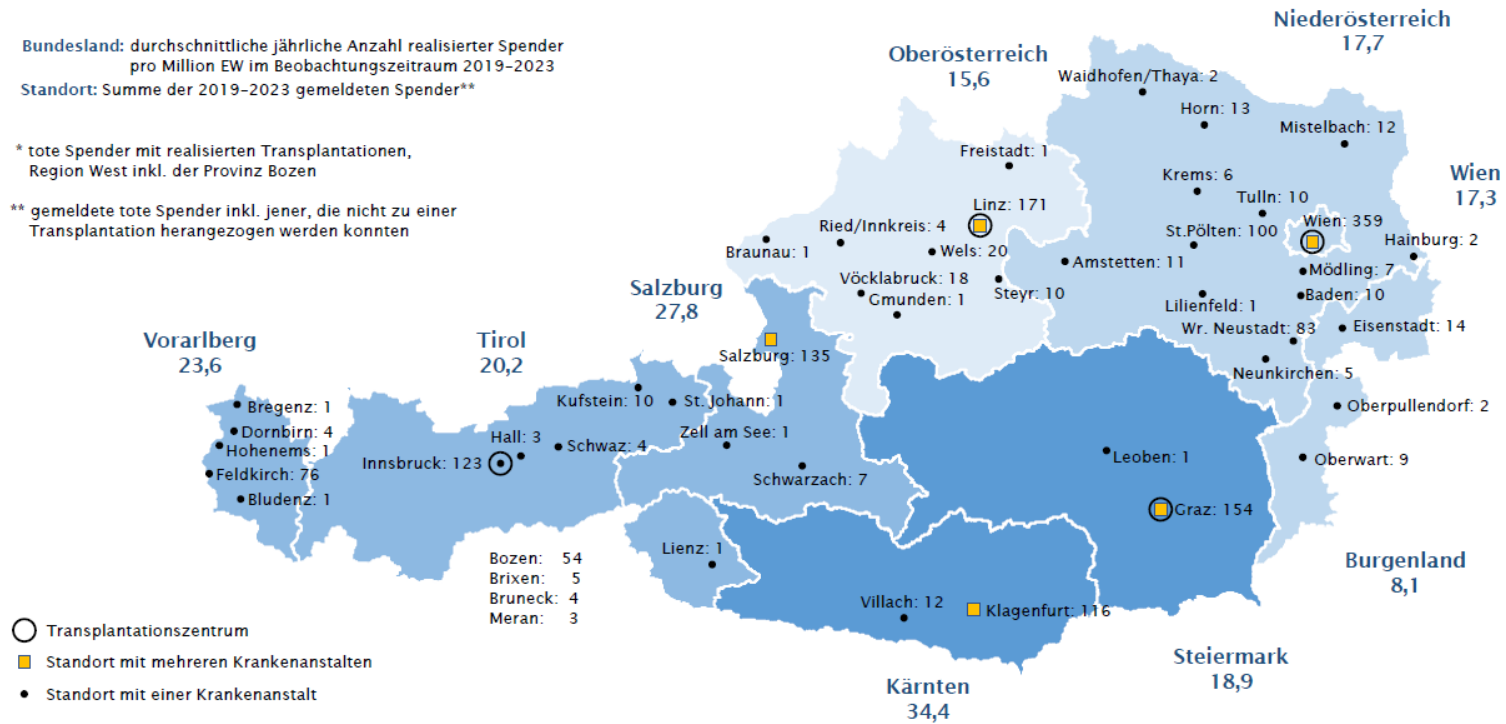 Bundesland: durchschnittliche jährliche Anzahl realisierter Spender
pro Million EW im Beobachtungszeitraum 2019–2023
Standort: Summe der 2019–2023 gemeldeten Spender**
* tote Spender mit realisierten Transplantationen,
Region West inkl. der Provinz Bozen
** gemeldete tote Spender inkl. jener, die nicht zu einer
Transplantation herangezogen werden konnten
Niederösterreich
17,7
Oberösterreich
15,6
Waidhofen/Thaya: 2
Horn: 13
Mistelbach: 12
Freistadt: 1
Krems: 6
Tulln: 10
Wien
17,3
Linz: 171
Wien: 359
Ried/Innkreis: 4
St.Pölten: 100
Hainburg: 2
Braunau: 1
Wels: 20
Amstetten: 11
Mödling: 7
Vöcklabruck: 18
Steyr: 10
Gmunden: 1
Lilienfeld: 1
Baden: 10
Wr. Neustadt: 83
Eisenstadt: 14
Salzburg
27,8
Salzburg: 135
Neunkirchen: 5
Vorarlberg
23,6
Tirol
20,2
Kufstein: 10
St. Johann: 1
Oberpullendorf: 2
Bregenz: 1
Dornbirn: 4
Hohenems: 1
Feldkirch: 76
Bludenz: 1
Hall: 3
Schwaz: 4
Innsbruck: 123
Zell am See: 1
Schwarzach: 7
Leoben: 1
Oberwart: 9
Graz: 154
Lienz: 1
Bozen: 54
Brixen: 5
Bruneck: 4
Meran: 3
Villach: 12
Klagenfurt: 116
Burgenland
8,1
Transplantationszentrum
Standort mit mehreren Krankenanstalten
Standort mit einer Krankenanstalt
Steiermark
18,9
Kärnten
34,4